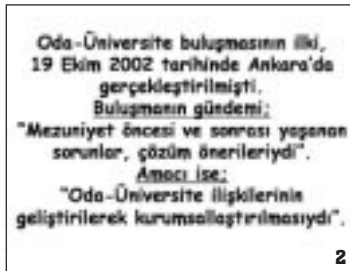 Oda-Üniversite buluşmasının ilki,
19 Ekim 2002 tarihinde Ankara'da
gerçekleştirilmişti.
Buluşmanın gündemi;
"Mezuniyet öncesi ve sonrası yaşanan
sorunlar, çözüm önerileriydi".
Amacı ise;
"Oda-Üniversite ilişkilerinin
geliştirilerek kurumsallaştırılmasıydı".
2